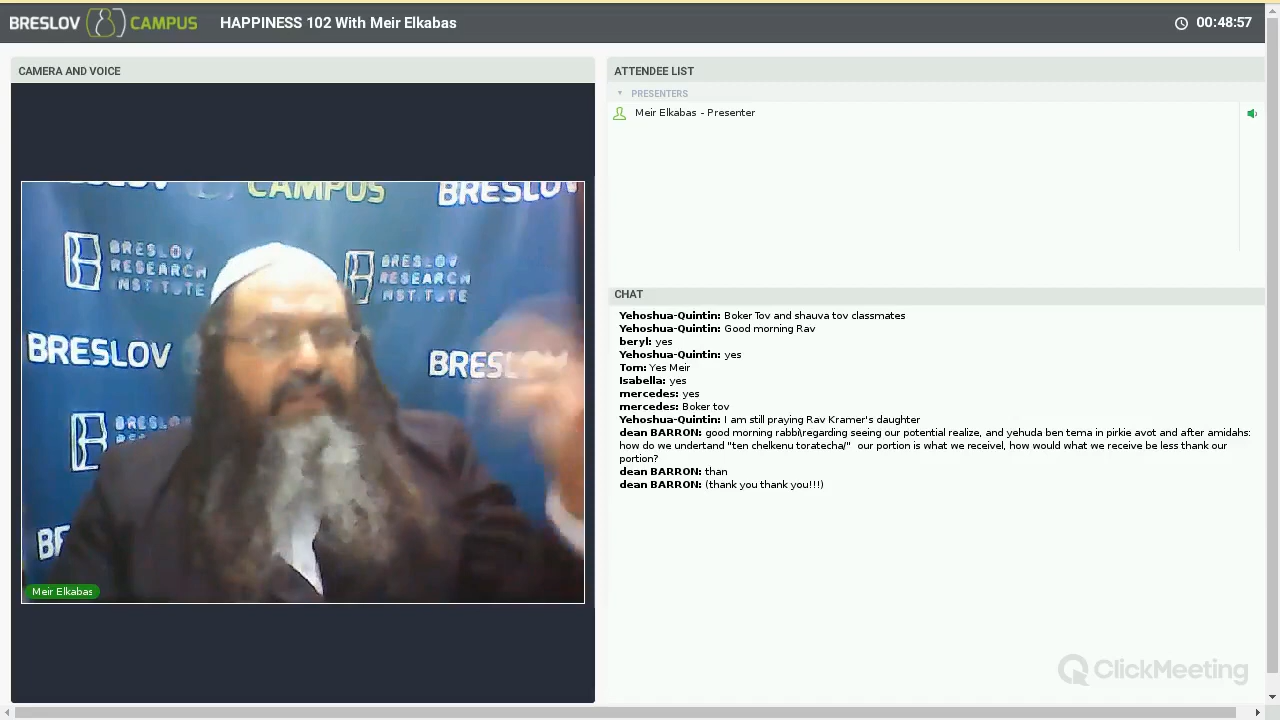 BRESLOV CAMPUS HAPPINESS 102 With Meir Elkabas 00:48:57
CAMERA AND VOICE
CAMPUS
BRESLOV
BRESLOV
RESEARCH
INSTITUTE
BRESLOV
RESEARCH
INSTITUTE
BRESLOV
BRESLOV
Meir Elkabas
ATTENDEE LIST
PRESENTERS
Meir Elkabas - Presenter
CHAT
Yehoshua-Quintin: Boker Tov and shauva tov classmates
Yehoshua-Quintin: Good morning Rav
beryl: yes
Yehoshua-Quintin: yes
Tom: Yes Meir
Isabella: yes
mercedes: yes
mercedes: Boker tov
Yehoshua-Quintin: I am still praying Rav Kramer's daughter
dean BARRON: good morning rabbi\regarding seeing our potential realize, and yehuda ben tema in pirkie avot and after amidahs:
how do we undertand "ten chelkenu toratecha/" our portion is what we receivel, how would what we receive be less thank our
portion?
dean BARRON: than
dean BARRON: (thank you thank you!!!)
ClickMeeting